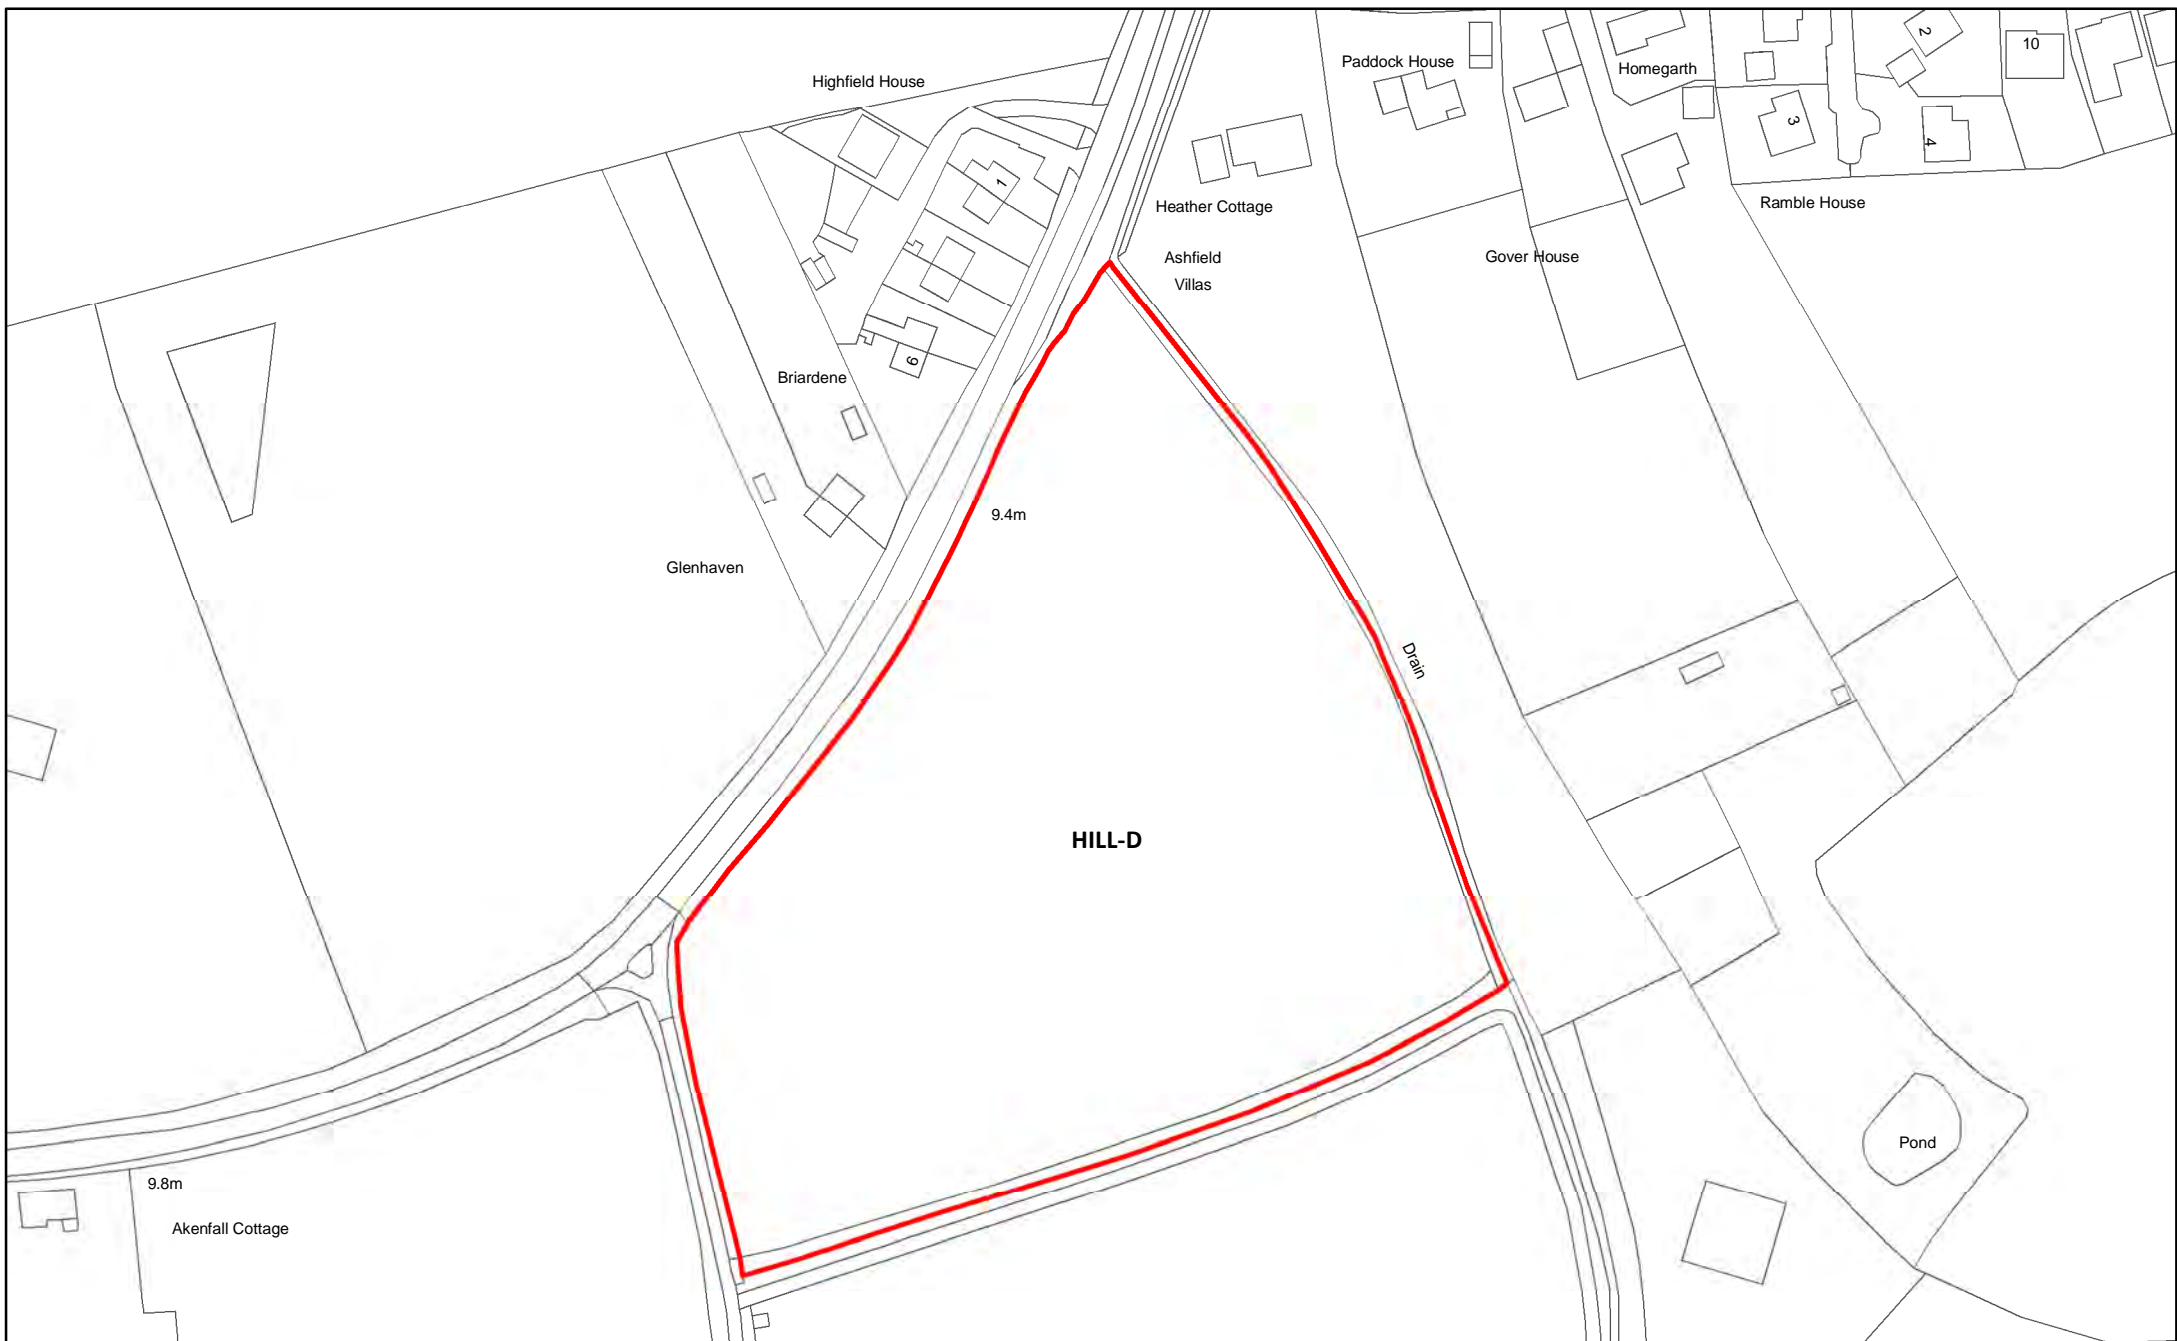 2
10
Paddock House
Homegarth
Highfield House
3
4
1
Heather Cottage
Ramble House
Ashfield
Villas
Gover House
6
Briardene
9.4m
Glenhaven
Drain
HILL-D
Pond
9.8m
Akenfall Cottage